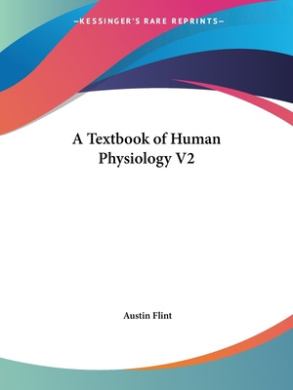 ~KESSINGER'S RARE REPRINTS~
A Textbook of Human
Physiology V2
Austin Flint